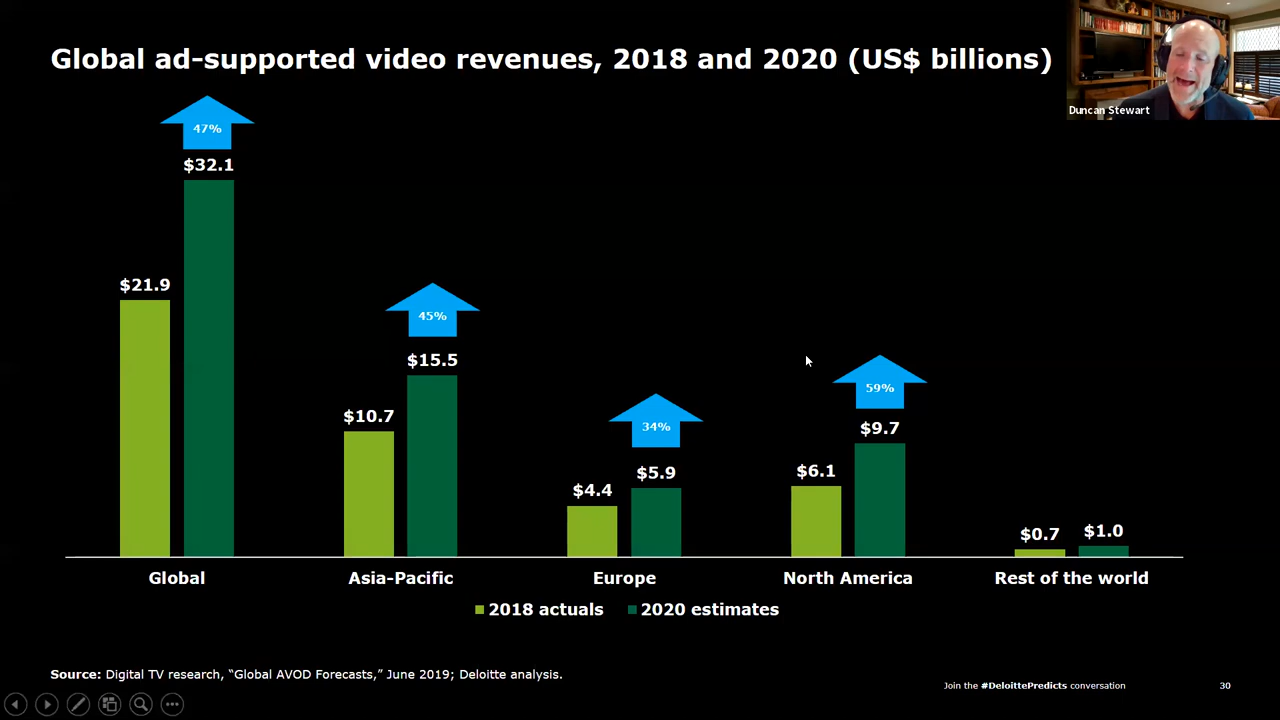 Global ad-supported video revenues, 2018 and 2020 (US$ billions)
Duncan Stewart
47%
$32.1
$21.9
45%
$15.5
$10.7
34%
$5.9
$4.4
59%
$9.7
$6.1
$0.7
$1.0
Global
Asia-Pacific
Europe
North America
Rest of the world
2018 actuals
2020 estimates
Source: Digital TV research, “Global AVOD Forecasts,” June 2019; Deloitte analysis.
Join the #DeloittePredicts conversation
30